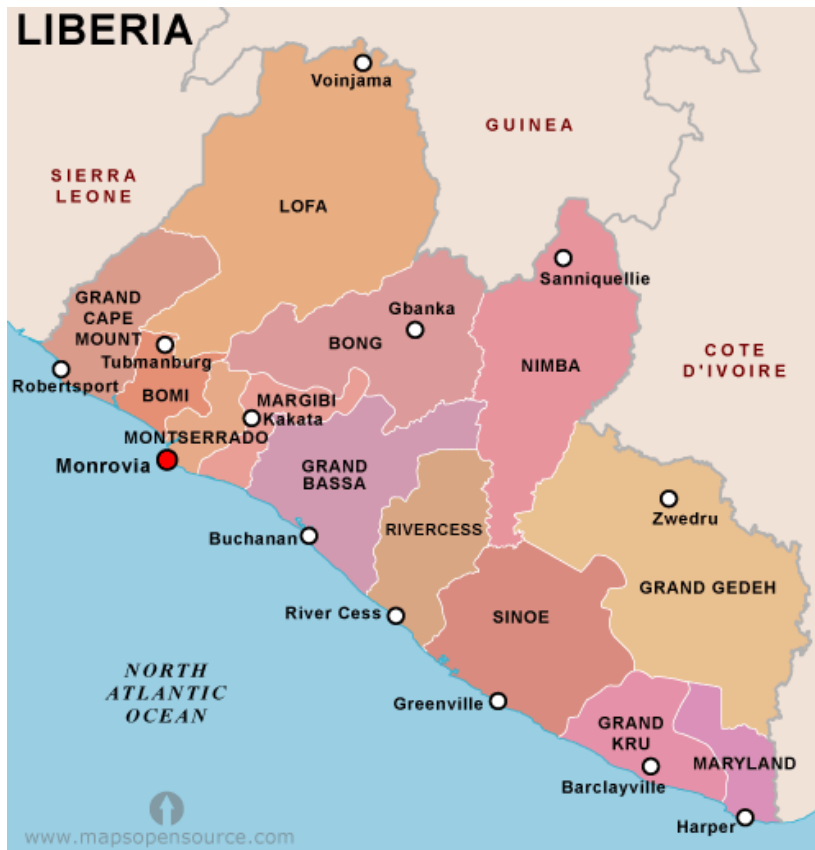 LIBERIA
Voinjama
GUINEA
SIERRA
LEONE
LOFA
Sanniquellie
GRAND
CAPE
MOUNT
Gbanka
BONG
NIMBA
COTE
D'IVOIRE
Tubmanburg
Robertsport
BOMI
MARGIBI
Kakata
MONTSERRADO
Monrovia
GRAND
BASSA
Zwedru
RIVERCESS
Buchanan
GRAND GEDEH
River Cess
SINOE
NORTH
ATLANTIC
OCEAN
Greenville
GRAND
KRU
MARYLAND
Barclayville
Harper
www.mapsopensource.com